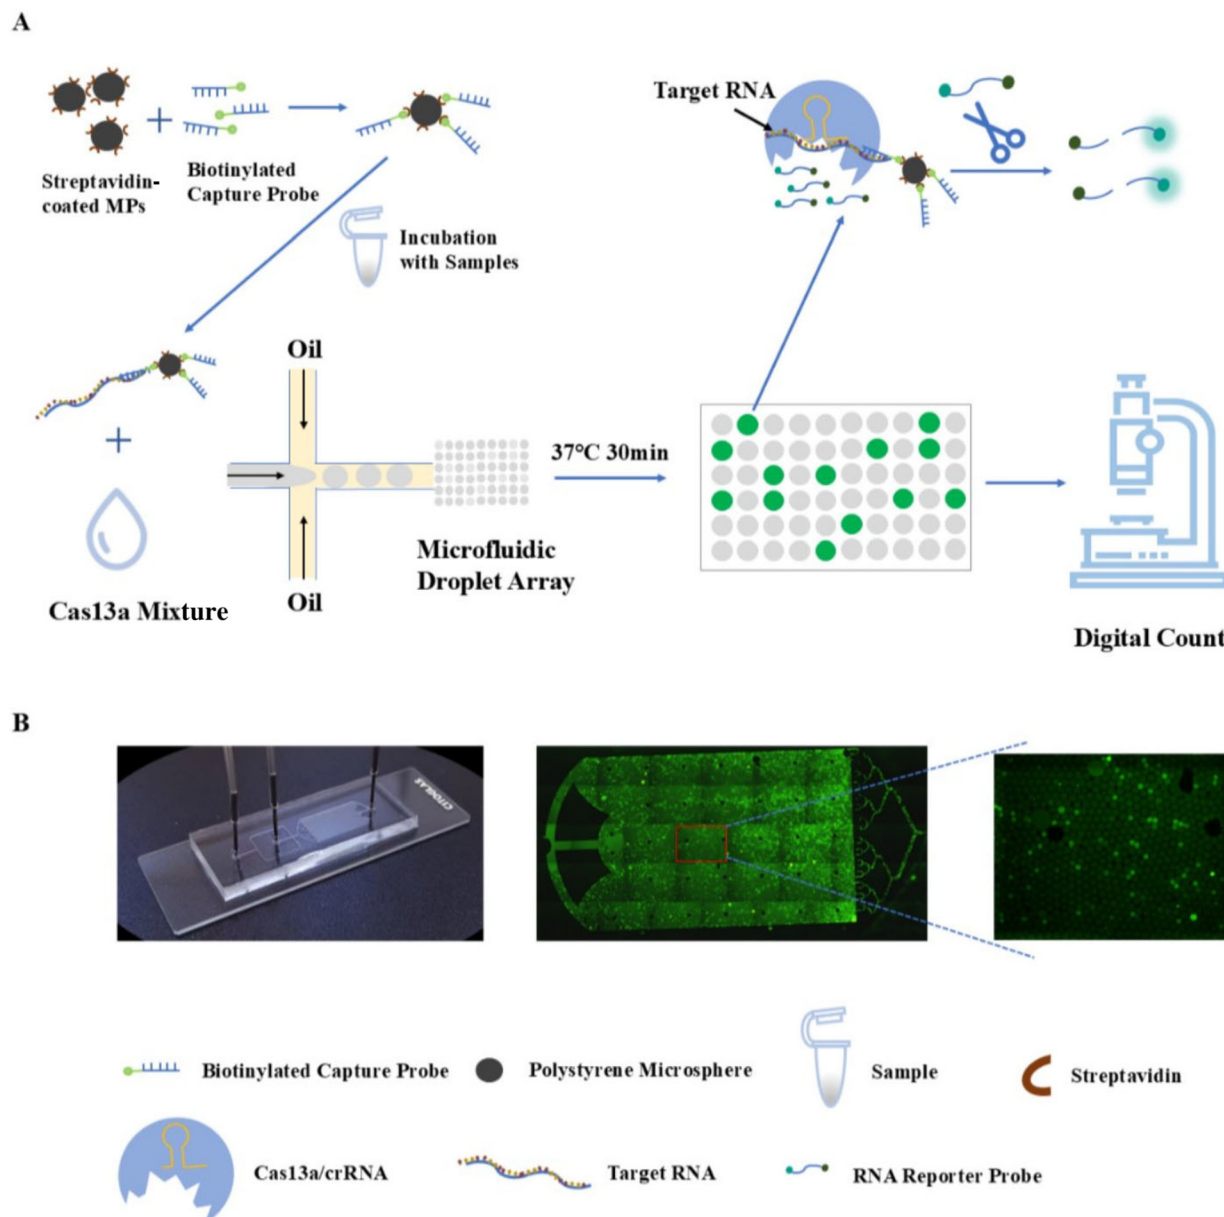 A
Target RNA
Streptavidin-
coated MPs
Biotinylated
Capture Probe
Incubation
with Samples
Oil
37°C 30min
Microfluidic
Droplet Array
Oil
Cas13a Mixture
Digital Count
B
CITOGLAS
Biotinylated Capture Probe
Polystyrene Microsphere
Sample
Streptavidin
Cas13a/crRNA
Target RNA
RNA Reporter Probe